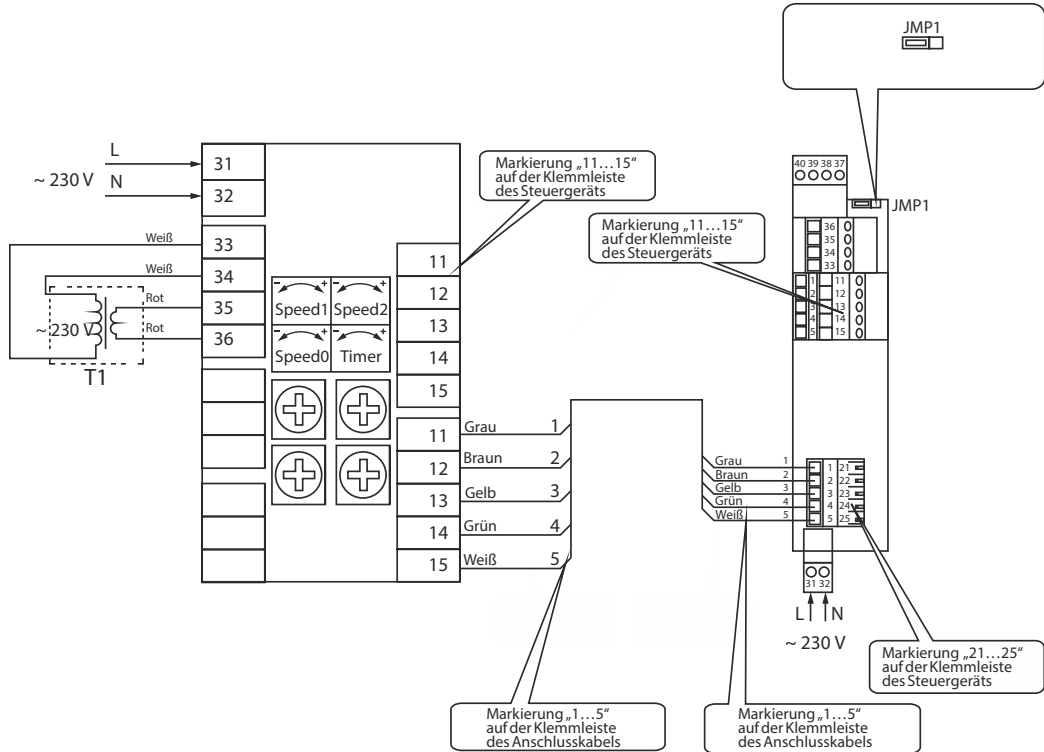 JMP1
L
~ 230 V
N
31
32
Weiß
33
Weiß
34
Rot
35
~ 230 V
Rot
36
T1
Speed1
Speed2
Speed0
Timer
11
12
13
14
15
11
12
13
14
15
Grau 1
Braun 2
Gelb 3
Grün 4
Weiß 5
Markierung „11...15“
auf der Klemmleiste
des Steuergeräts
Markierung „11...15“
auf der Klemmleiste
des Steuergeräts
40 39 38 37
JMP1
36
35
34
33
1 11
2 12
3 13
4 14
5 15
Grau 1
Braun 2
Gelb 3
Grün 4
Weiß 5
1 21
2 22
3 23
4 24
5 25
31 32
L N
~ 230 V
Markierung „21...25“
auf der Klemmleiste
des Steuergeräts
Markierung „1...5“
auf der Klemmleiste
des Anschlusskabels
Markierung „1...5“
auf der Klemmleiste
des Anschlusskabels